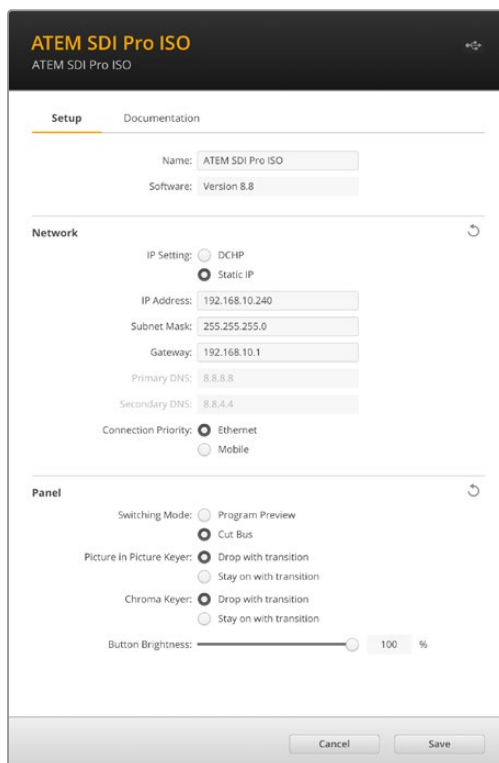 ATEM SDI Pro ISO
ATEM SDI Pro ISO
Setup Documentation
Name: ATEM SDI Pro ISO
Software: Version 8.8
Network
IP Setting: DCHP
Static IP
IP Address: 192.168.10.240
Subnet Mask: 255.255.255.0
Gateway: 192.168.10.1
Primary DNS: 8.8.8.8
Secondary DNS: 8.8.4.4
Connection Priority: Ethernet
Mobile
Panel
Switching Mode: Program Preview
Cut Bus
Picture in Picture Keyer: Drop with transition
Stay on with transition
Chroma Keyer: Drop with transition
Stay on with transition
Button Brightness: 100 %
Cancel Save